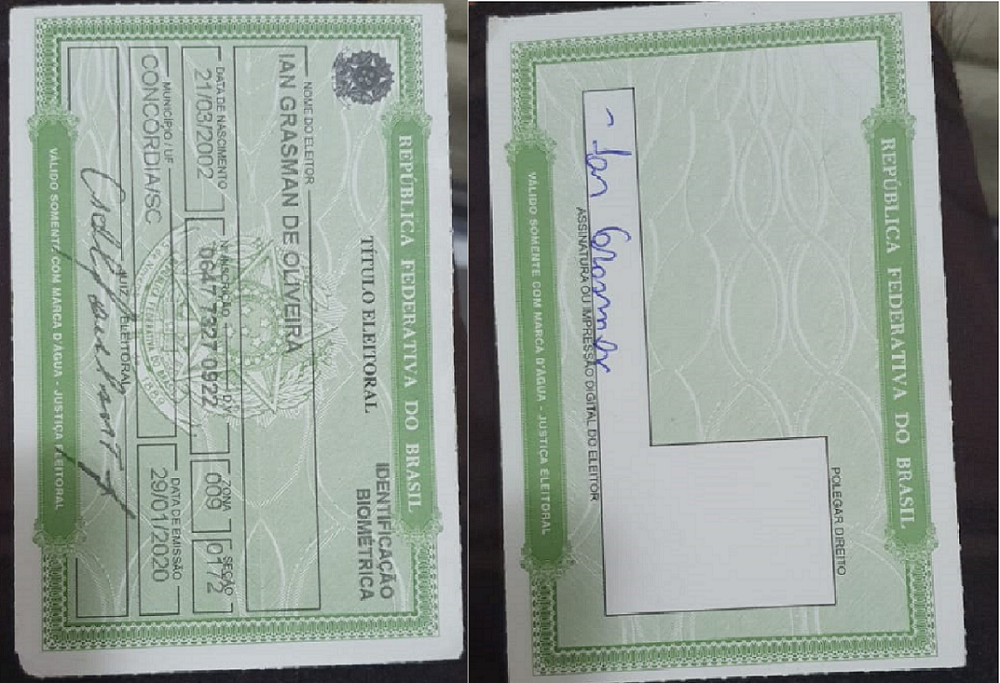 REPÚBLICA FEDERATIVA DO BRASIL
TÍTULO ELEITORAL
IDENTIFICAÇÃO
BIOMÉTRICA
NOME DO ELEITOR
IAN GRASMAN DE OLIVEIRA
DATA DE NASCIMENTO
21/03/2002
Nº INSCRIÇÃO D.V.
0647 7327 0922
ZONA
009
SEÇÃO
0172
MUNICÍPIO / UF
CONCÓRDIA/SC
DATA DE EMISSÃO
29/01/2020
JUIZ ELEITORAL
VÁLIDO SOMENTE COM MARCA D'ÁGUA - JUSTIÇA ELEITORAL
REPÚBLICA FEDERATIVA DO BRASIL
POLEGAR DIREITO
Ian Grasman
ASSINATURA OU IMPRESSÃO DIGITAL DO ELEITOR
VÁLIDO SOMENTE COM MARCA D'ÁGUA - JUSTIÇA ELEITORAL